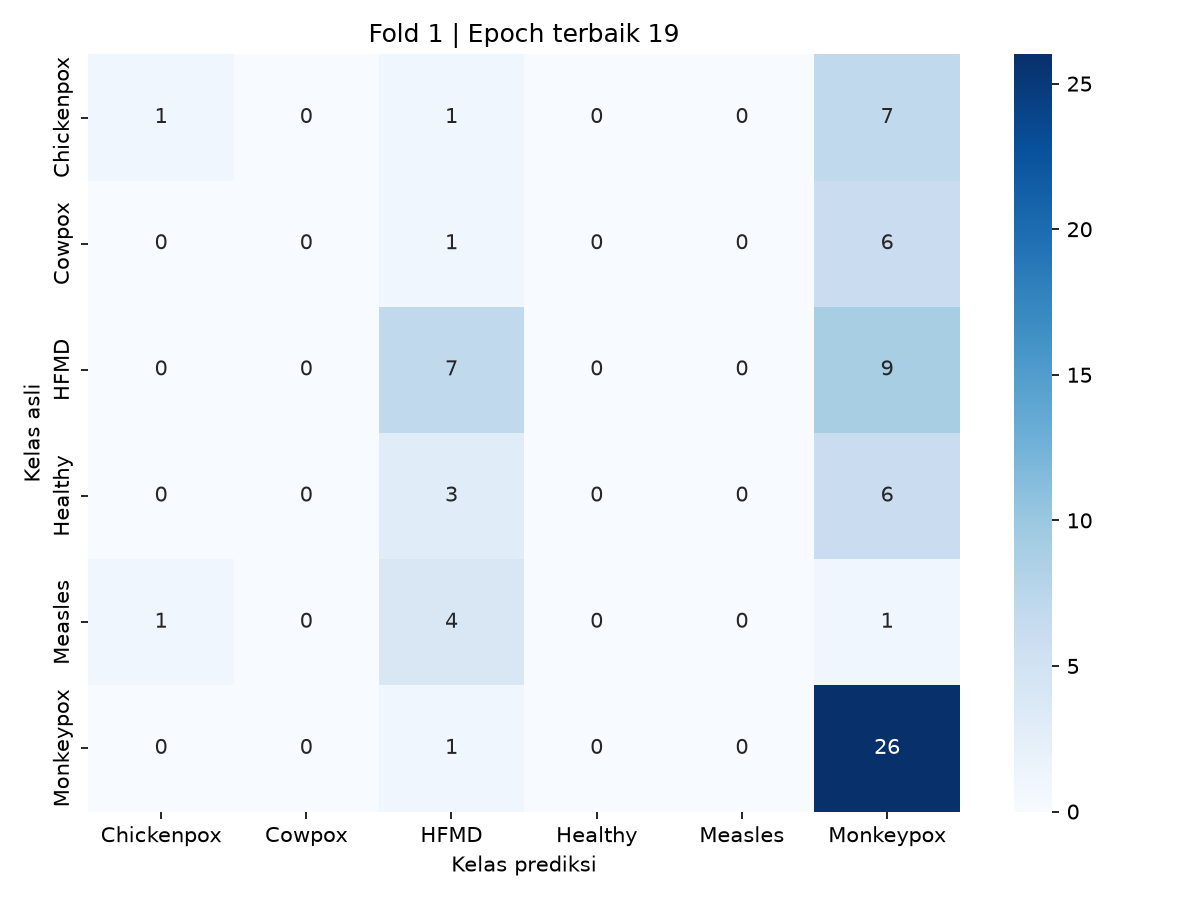 Fold 1 | Epoch terbaik 19
Kelas asli
Chickenpox 1 0 1 0 0 7
Cowpox 0 0 1 0 0 6
HFMD 0 0 7 0 0 9
Healthy 0 0 3 0 0 6
Measles 1 0 4 0 0 1
Monkeypox 0 0 1 0 0 26
Chickenpox Cowpox HFMD Healthy Measles Monkeypox
Kelas prediksi
25
20
15
10
5
0